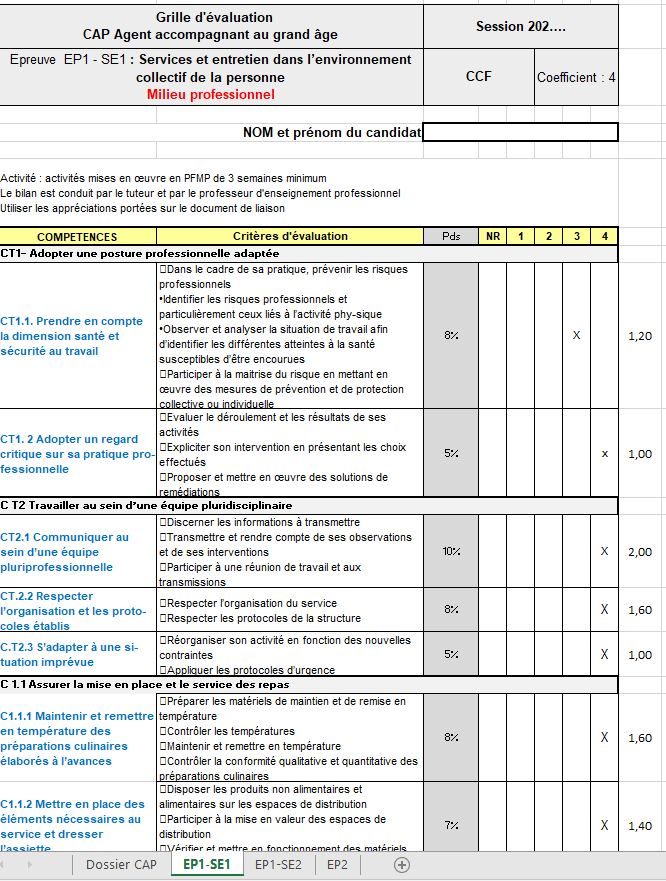 Grille d'évaluation
CAP Agent accompagnant au grand âge
Session 202....
Epreuve EP1 - SE1 : Services et entretien dans l'environnement
collectif de la personne
Milieu professionnel
CCF
Coefficient : 4
NOM et prénom du candidat
Activité : activités mises en œuvre en PFMP de 3 semaines minimum
Le bilan est conduit par le tuteur et par le professeur d'enseignement professionnel
Utiliser les appréciations portées sur le document de liaison
COMPETENCES Critères d'évaluation Pds NR 1 2 3 4
CT1- Adopter une posture professionnelle adaptée
CT1.1. Prendre en compte
la dimension santé et
sécurité au travail
□Dans le cadre de sa pratique, prévenir les risques
professionnels
•Identifier les risques professionnels et
particulièrement ceux liés à l'activité phy-sique
•Observer et analyser la situation de travail afin
d'identifier les différentes atteintes à la santé
susceptibles d'être encourues
□Participer à la maitrise du risque en mettant en
œuvre des mesures de prévention et de protection
collective ou individuelle
8% X 1,20
CT1. 2 Adopter un regard
critique sur sa pratique pro-
fessionnelle
□Evaluer le déroulement et les résultats de ses
activités
□Expliciter son intervention en présentant les choix
effectués
□Proposer et mettre en œuvre des solutions de
remédiations
5% x 1,00
C T2 Travailler au sein d'une équipe pluridisciplinaire
CT2.1 Communiquer au
sein d'une équipe
pluriprofessionnelle
□Discerner les informations à transmettre
□Transmettre et rendre compte de ses observations
et de ses interventions
□Participer à une réunion de travail et aux
transmissions
10% X 2,00
CT.2.2 Respecter
l'organisation et les proto-
coles établis
□Respecter l'organisation du service
□Respecter les protocoles de la structure
8% X 1,60
C.T2.3 S'adapter à une si-
tuation imprévue
□Réorganiser son activité en fonction des nouvelles
contraintes
□Appliquer les protocoles d'urgence
5% X 1,00
C 1.1 Assurer la mise en place et le service des repas
C1.1.1 Maintenir et remettre
en température des
préparations culinaires
élaborés à l'avances
□Préparer les matériels de maintien et de remise en
température
□Contrôler les températures
□Maintenir et remettre en température
□Contrôler la conformité qualitative et quantitative des
préparations culinaires
8% X 1,60
C1.1.2 Mettre en place des
éléments nécessaires au
service et dresser
l'assiette
□Disposer les produits non alimentaires et
alimentaires sur les espaces de distribution
□Participer à la mise en valeur des espaces de
distribution
□Vérifier et mettre en fonctionnement des matériels
7% X 1,40
Dossier CAP EP1-SE1 EP1-SE2 EP2